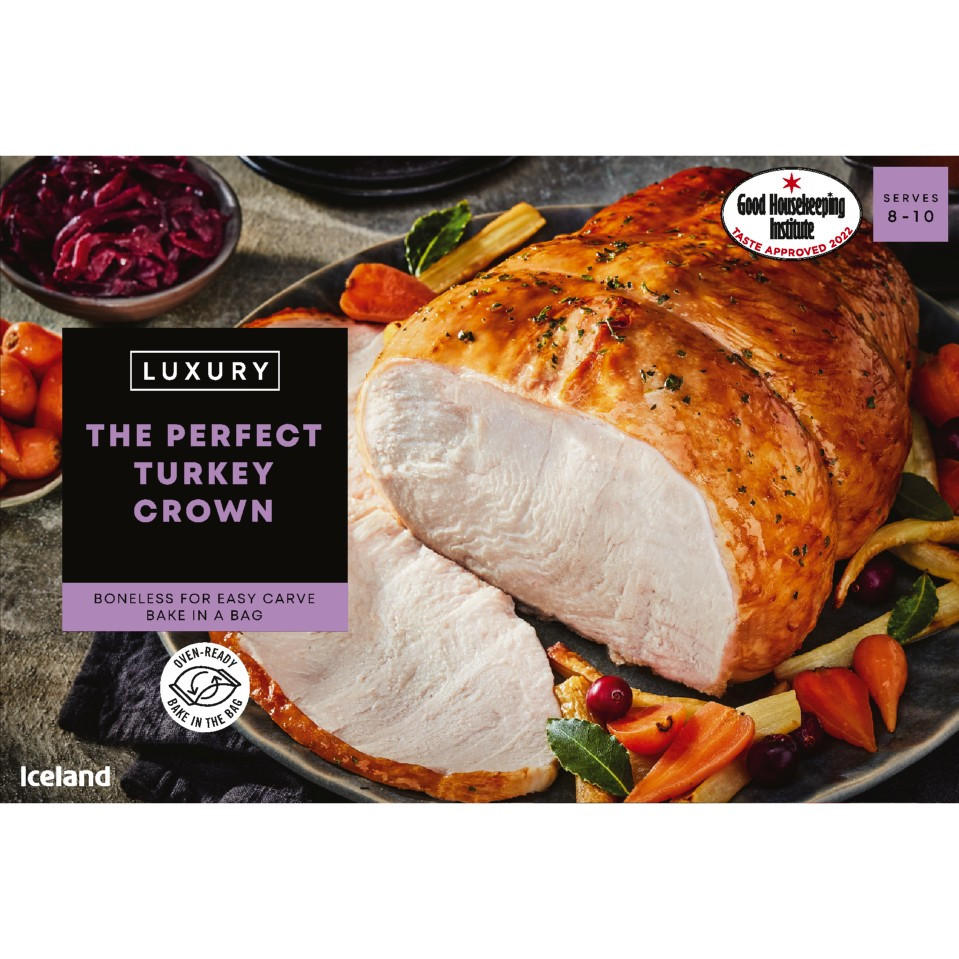 Good Housekeeping
Institute
TASTE APPROVED 2022
SERVES
8-10
LUXURY
THE PERFECT
TURKEY
CROWN
BONELESS FOR EASY CARVE
BAKE IN A BAG
OVEN-READY
BAKE IN THE BAG
Iceland